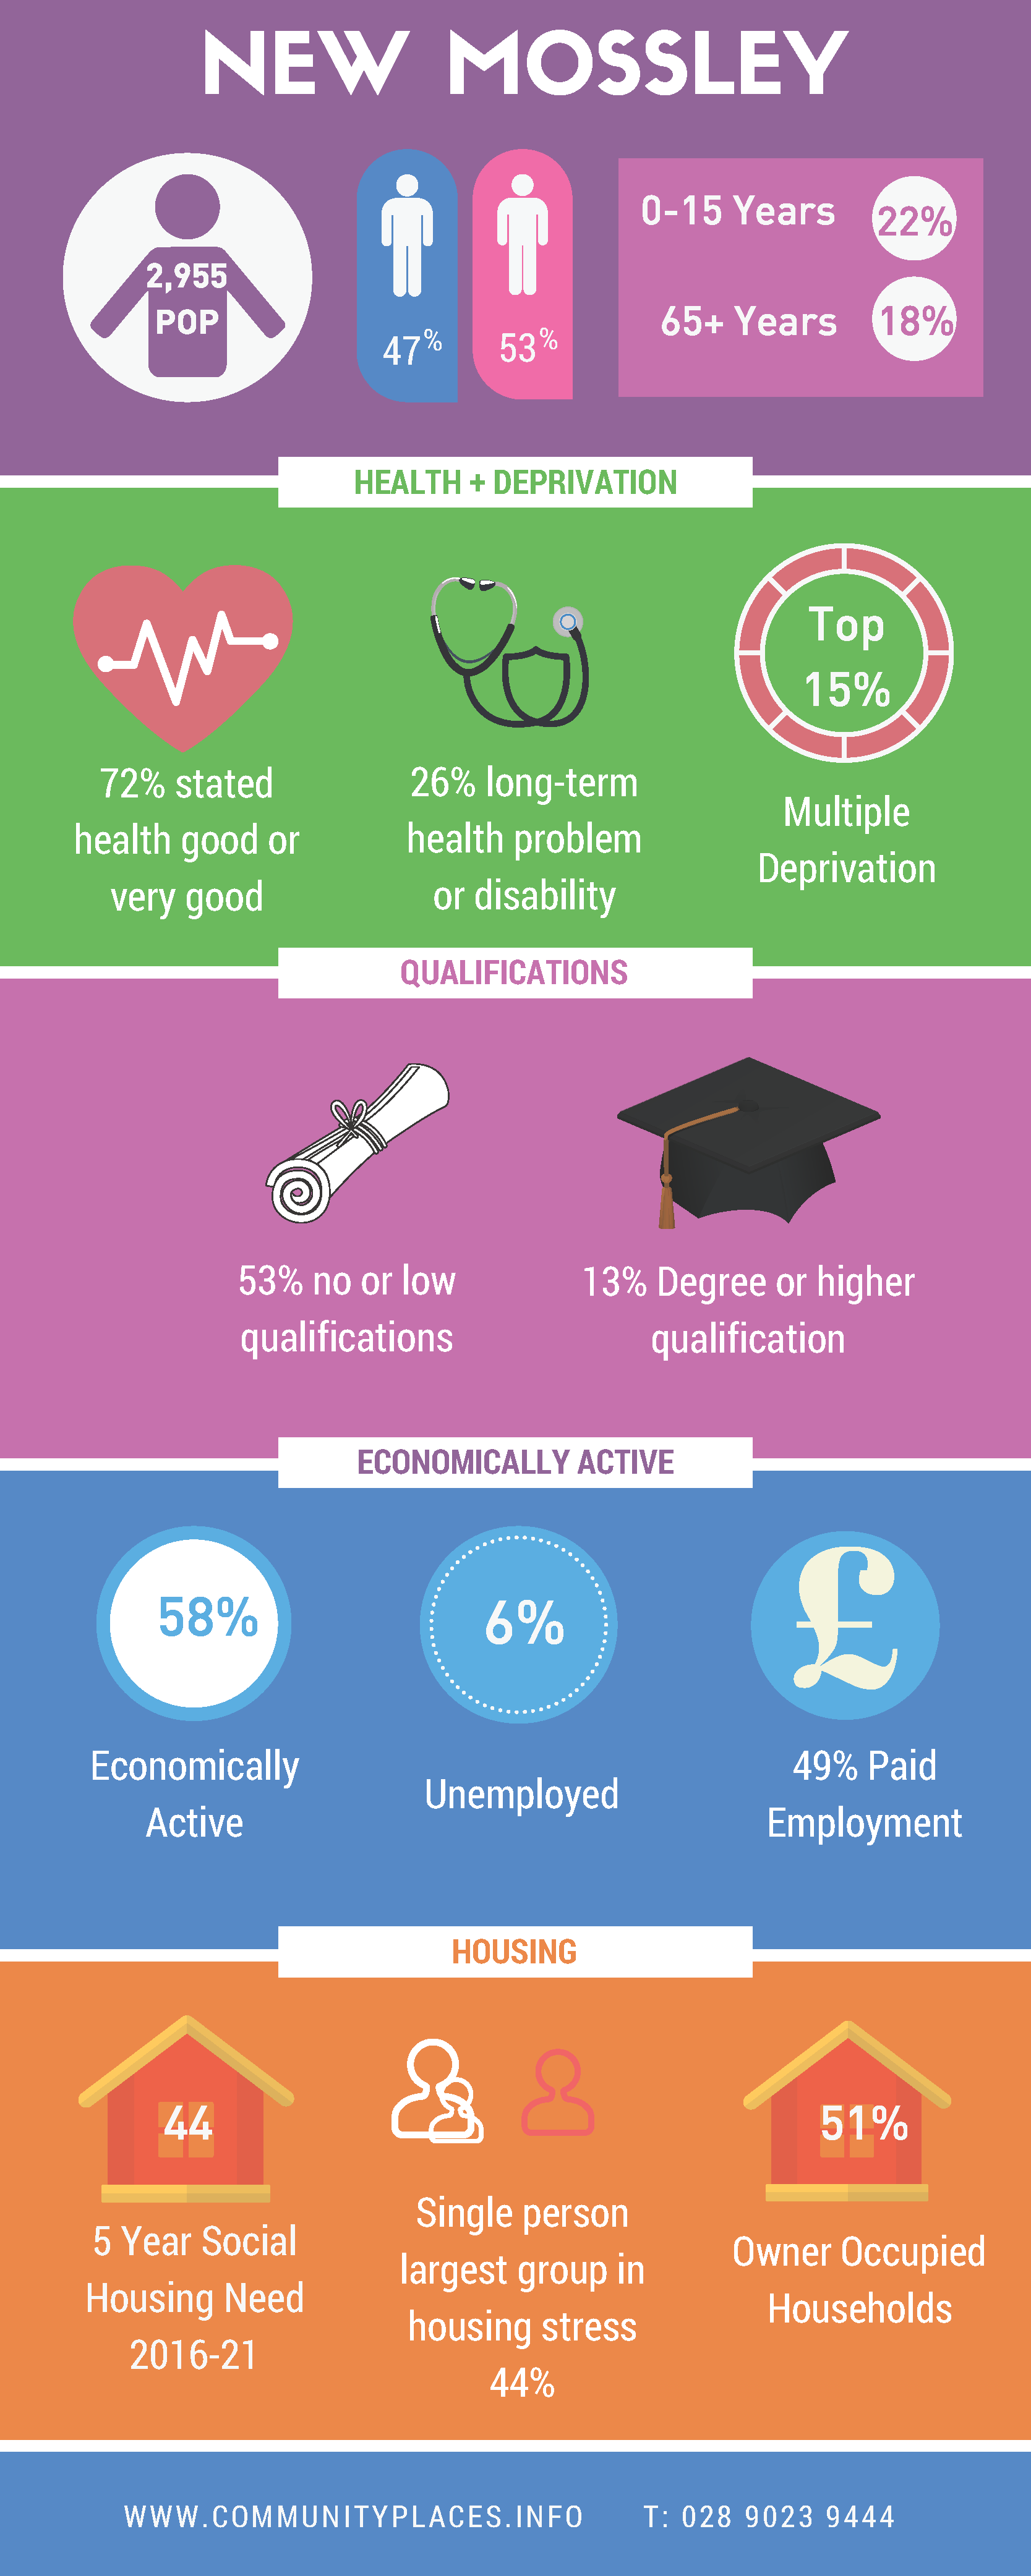 NEW MOSSLEY
2,955
POP
47%
53%
0-15 Years 22%
65+ Years 18%
HEALTH + DEPRIVATION
72% stated
health good or
very good
26% long-term
health problem
or disability
Top
15%
Multiple
Deprivation
QUALIFICATIONS
53% no or low
qualifications
13% Degree or higher
qualification
ECONOMICALLY ACTIVE
58%
Economically
Active
6%
Unemployed
£
49% Paid
Employment
HOUSING
44
5 Year Social
Housing Need
2016-21
Single person
largest group in
housing stress
44%
51%
Owner Occupied
Households
WWW.COMMUNITYPLACES.INFO T: 028 9023 9444